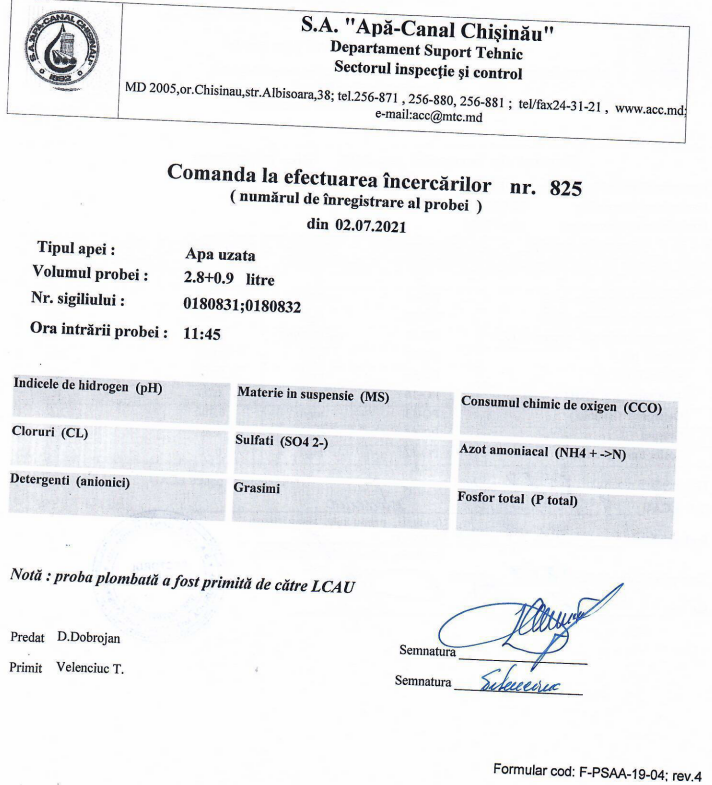 S.A. "Apă-Canal Chişinău"
Departament Suport Tehnic
Sectorul inspecţie şi control
MD 2005,or.Chisinau,str.Albisoara,38; tel.256-871 , 256-880, 256-881 ; tel/fax24-31-21 , www.acc.md;
e-mail:acc@mtc.md
S.A. APĂ-CANAL CHIŞINĂU
1892
Comanda la efectuarea încercărilor nr. 825
( numărul de înregistrare al probei )
din 02.07.2021
Tipul apei : Apa uzata
Volumul probei : 2.8+0.9 litre
Nr. sigiliului : 0180831;0180832
Ora intrării probei : 11:45
Indicele de hidrogen (pH) Materie in suspensie (MS) Consumul chimic de oxigen (CCO)
Cloruri (CL) Sulfati (SO4 2-) Azot amoniacal (NH4 + ->N)
Detergenti (anionici) Grasimi Fosfor total (P total)
Notă : proba plombată a fost primită de către LCAU
Predat D.Dobrojan Semnatura
Primit Velenciuc T. Semnatura
Formular cod: F-PSAA-19-04; rev.4